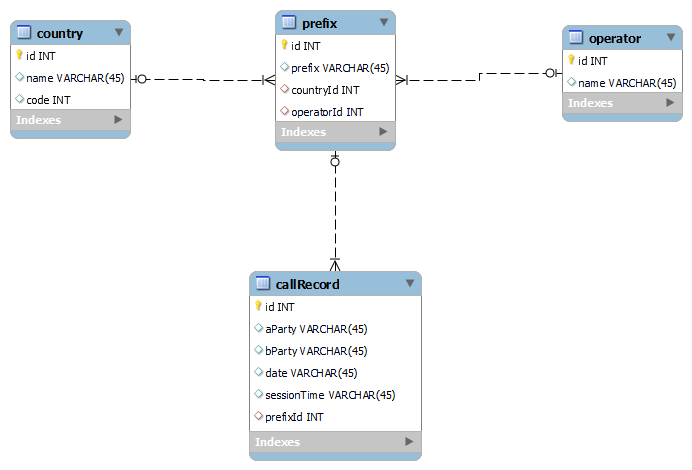 country
id INT
name VARCHAR(45)
code INT
Indexes
prefix
id INT
prefix VARCHAR(45)
countryId INT
operatorId INT
Indexes
operator
id INT
name VARCHAR(45)
Indexes
callRecord
id INT
aParty VARCHAR(45)
bParty VARCHAR(45)
date VARCHAR(45)
sessionTime VARCHAR(45)
prefixId INT
Indexes